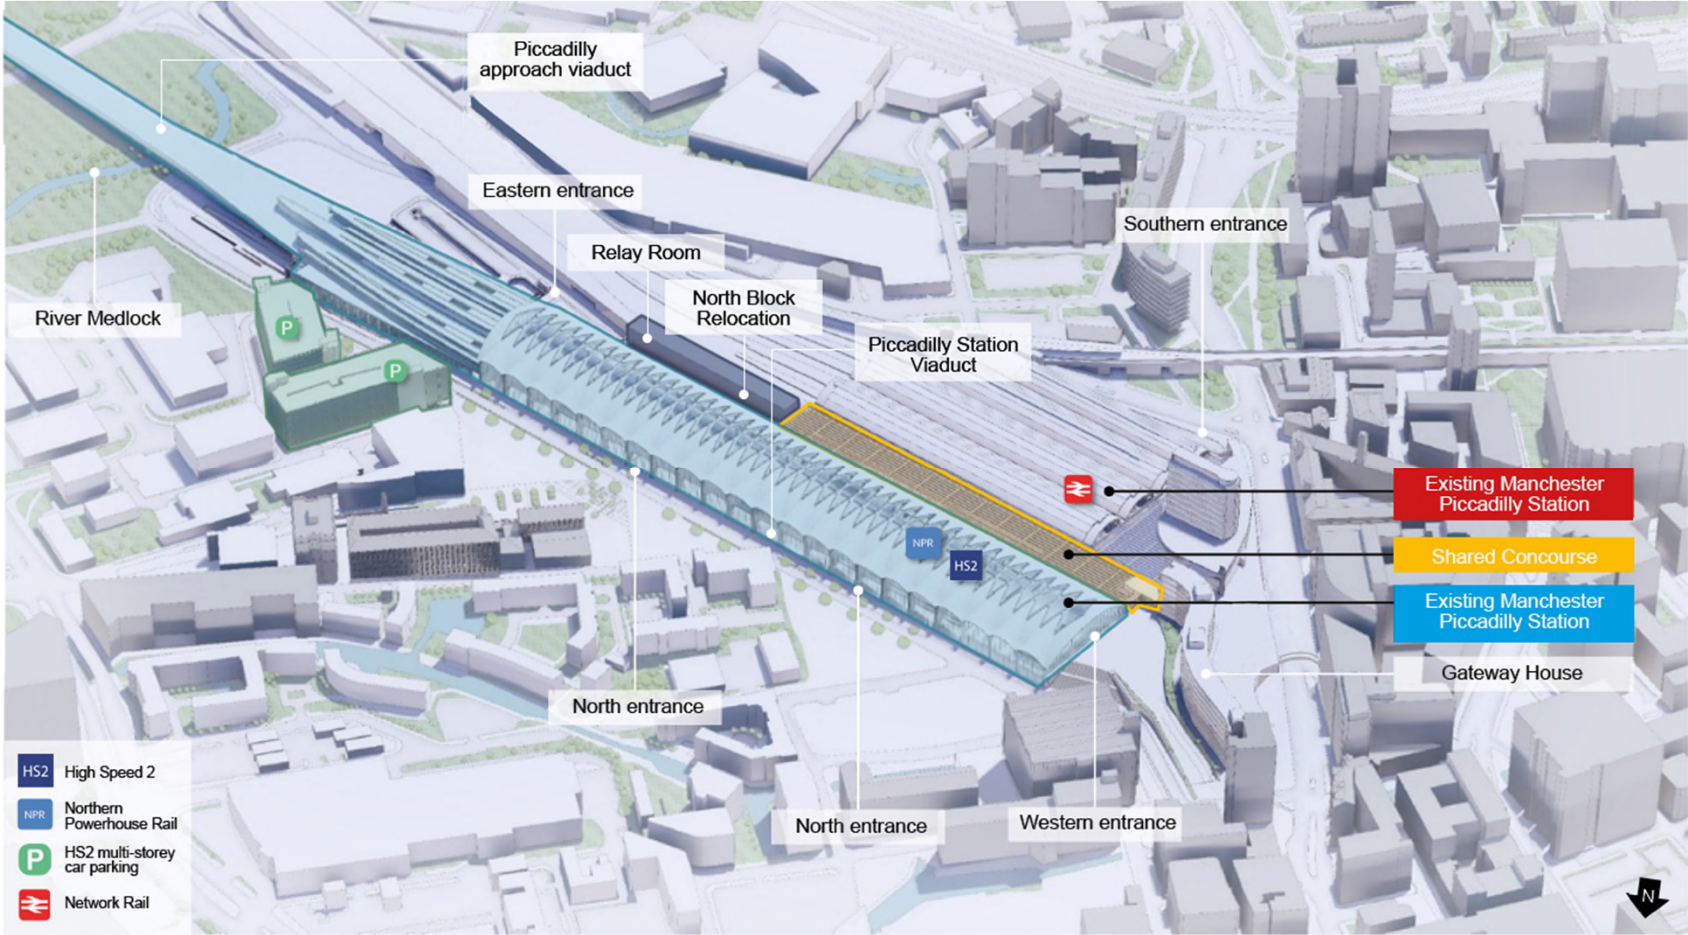 Piccadilly
approach viaduct
Eastern entrance
Relay Room
North Block
Relocation
Piccadilly Station
Viaduct
Southern entrance
River Medlock
P
P
NPR
HS2
Existing Manchester
Piccadilly Station
Shared Concourse
Existing Manchester
Piccadilly Station
Gateway House
North entrance
North entrance
Western entrance
HS2 High Speed 2
NPR Northern
Powerhouse Rail
P HS2 multi-storey
car parking
Network Rail
N